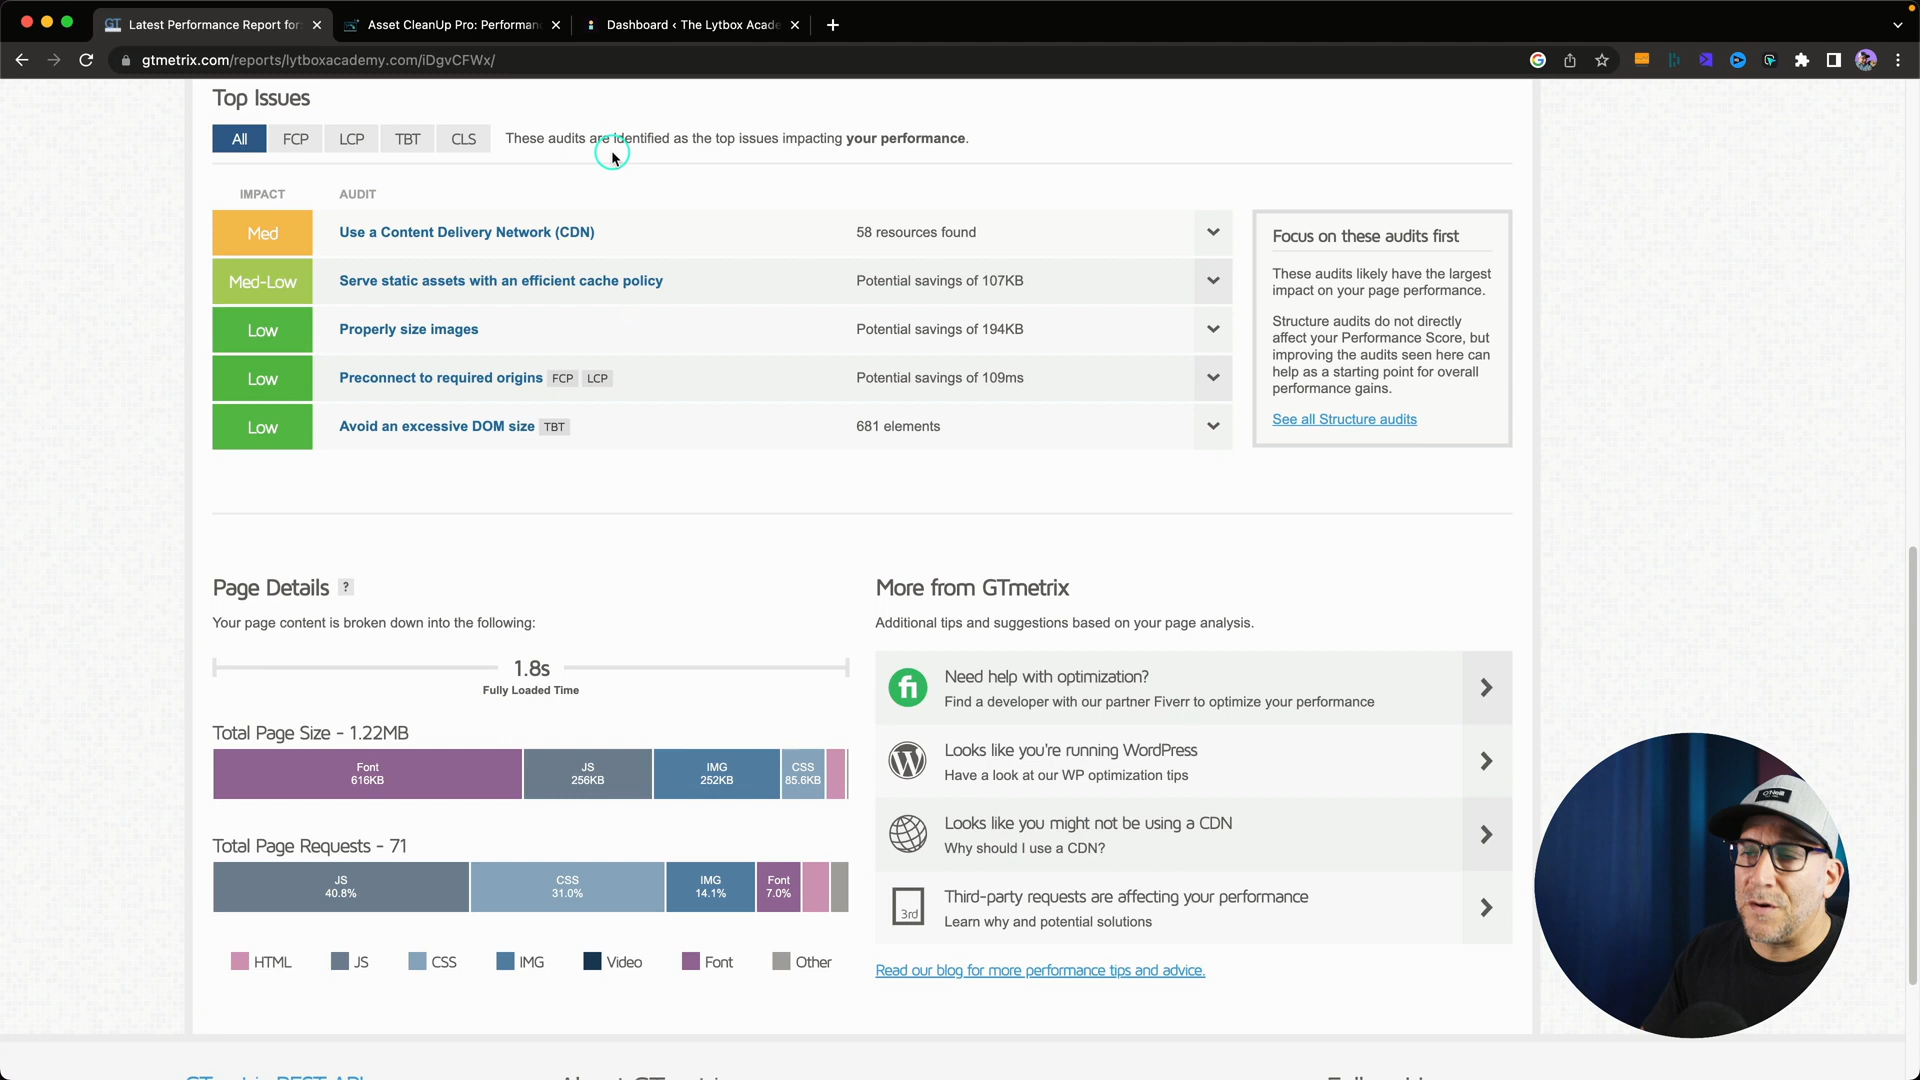 Latest Performance Report for:
Asset CleanUp Pro: Performanc
Dashboard ‹ The Lytbox Acade
gtmetrix.com/reports/lytboxacademy.com/iDgvCFWx/
Top Issues
All FCP LCP TBT CLS These audits are identified as the top issues impacting your performance.
IMPACT AUDIT
Med Use a Content Delivery Network (CDN) 58 resources found
Med-Low Serve static assets with an efficient cache policy Potential savings of 107KB
Low Properly size images Potential savings of 194KB
Low Preconnect to required origins FCP LCP Potential savings of 109ms
Low Avoid an excessive DOM size TBT 681 elements
Focus on these audits first
These audits likely have the largest
impact on your page performance.
Structure audits do not directly
affect your Performance Score, but
improving the audits seen here can
help as a starting point for overall
performance gains.
See all Structure audits
Page Details ?
Your page content is broken down into the following:
1.8s
Fully Loaded Time
Total Page Size - 1.22MB
Font JS IMG CSS
616KB 256KB 252KB 85.6KB
Total Page Requests - 71
JS CSS IMG Font
40.8% 31.0% 14.1% 7.0%
HTML JS CSS IMG Video Font Other
More from GTmetrix
Additional tips and suggestions based on your page analysis.
fi Need help with optimization?
Find a developer with our partner Fiverr to optimize your performance
Looks like you're running WordPress
Have a look at our WP optimization tips
Looks like you might not be using a CDN
Why should I use a CDN?
3rd Third-party requests are affecting your performance
Learn why and potential solutions
Read our blog for more performance tips and advice.
O'Neill